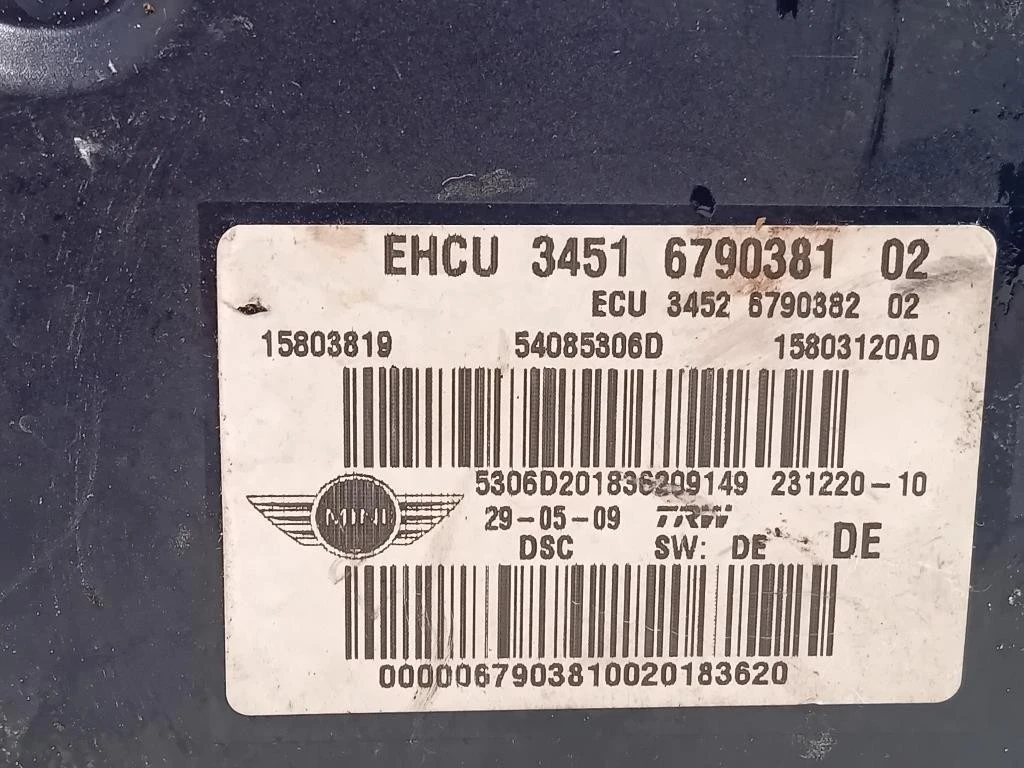 EHCU 3451 6790381 02
ECU 3452 6790382 02
15803819 54085306D 15803120AD
5306D201836209149 231220-10
MINI 29-05-09 TRW
DSC SW: DE DE
0000067903810020183620